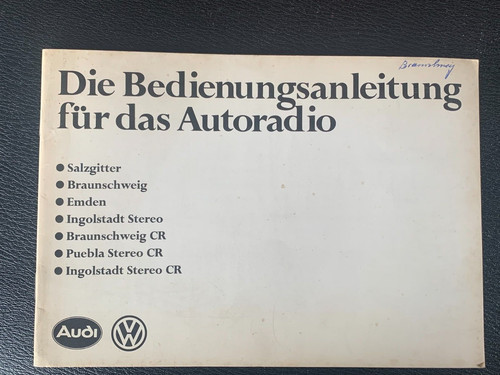 Die Bedienungsanleitung
für das Autoradio
● Salzgitter
● Braunschweig
● Emden
● Ingolstadt Stereo
● Braunschweig CR
● Puebla Stereo CR
● Ingolstadt Stereo CR
Audi VW